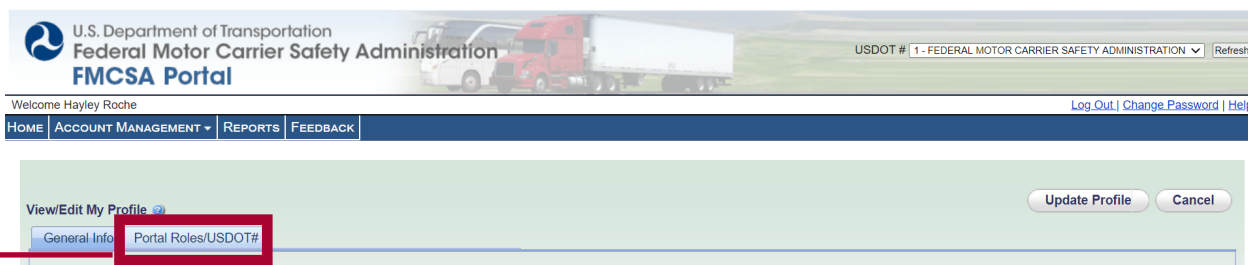 U.S. Department of Transportation
Federal Motor Carrier Safety Administration
FMCSA Portal
USDOT # 1 - FEDERAL MOTOR CARRIER SAFETY ADMINISTRATION Refresh
Welcome Hayley Roche
Log Out | Change Password | Help
HOME ACCOUNT MANAGEMENT REPORTS FEEDBACK
Update Profile Cancel
View/Edit My Profile
General Info Portal Roles/USDOT#